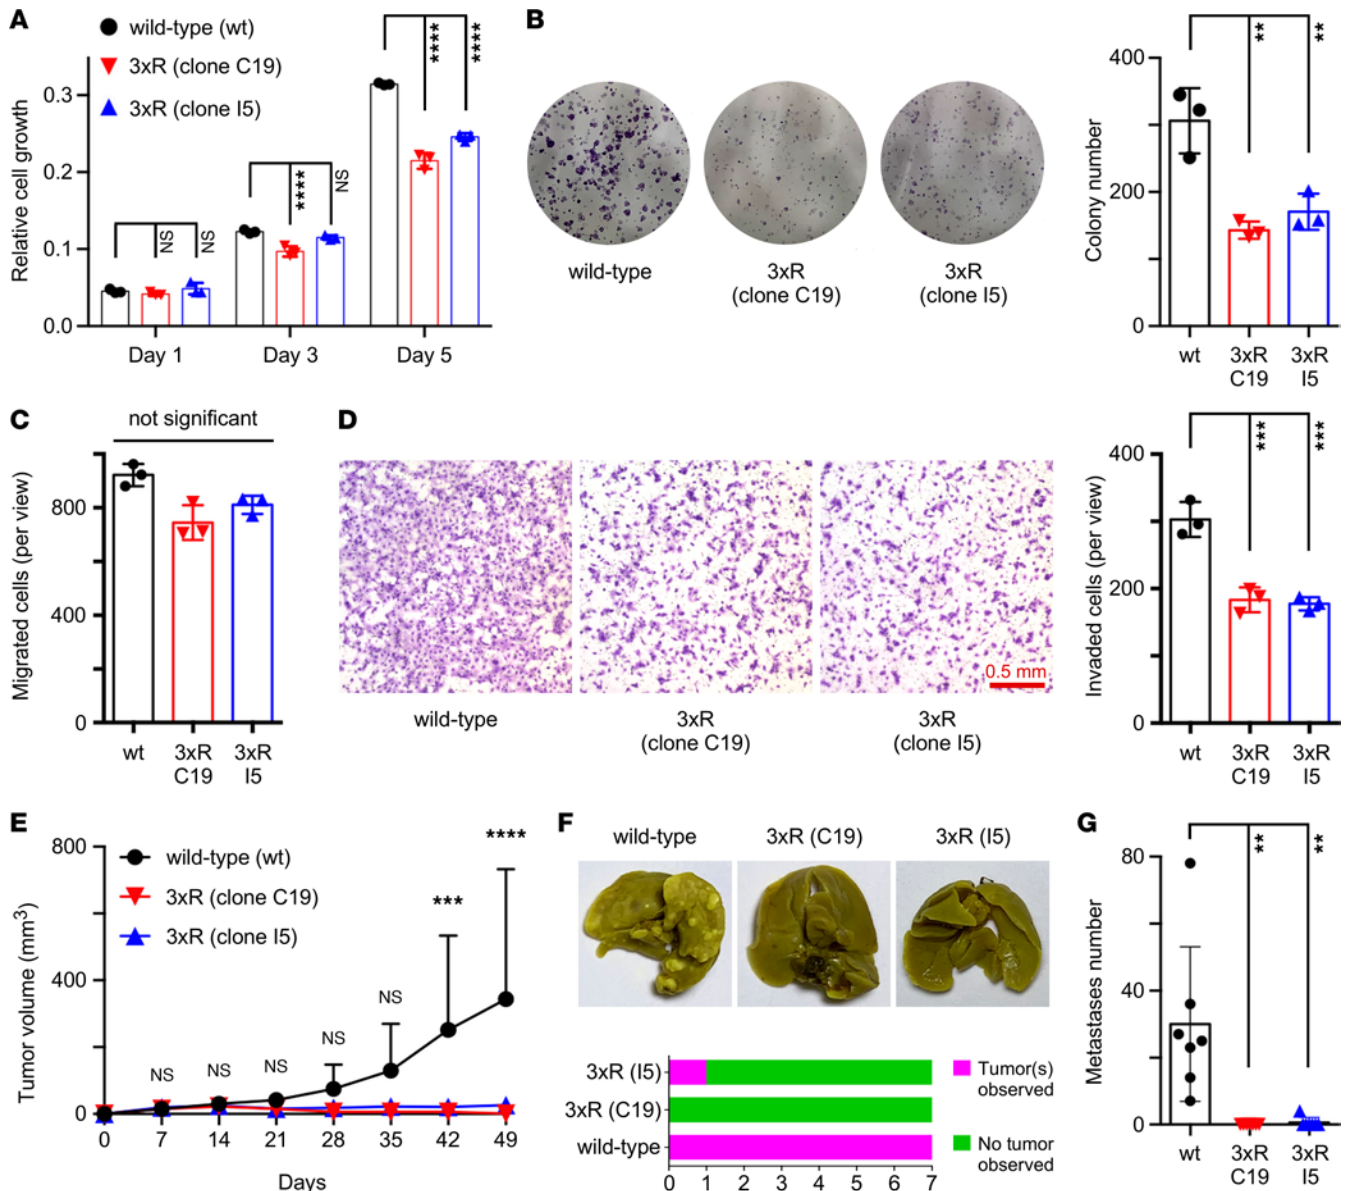 A
wild-type (wt)
3xR (clone C19)
3xR (clone I5)
Relative cell growth
0.3
0.2
0.1
0.0
NS
NS
****
NS
****
****
Day 1
Day 3
Day 5
B
wild-type
3xR
(clone C19)
3xR
(clone I5)
Colony number
400
200
0
**
**
wt
3xR
C19
3xR
I5
C
not significant
Migrated cells (per view)
800
400
0
wt
3xR
C19
3xR
I5
D
0.5 mm
wild-type
3xR
(clone C19)
3xR
(clone I5)
Invaded cells (per view)
400
200
0
***
***
wt
3xR
C19
3xR
I5
E
wild-type (wt)
3xR (clone C19)
3xR (clone I5)
Tumor volume (mm3)
800
400
0
NS
NS
NS
NS
NS
***
****
0 7 14 21 28 35 42 49
Days
F
wild-type
3xR (C19)
3xR (I5)
3xR (I5)
3xR (C19)
wild-type
0 1 2 3 4 5 6 7
Tumor(s)
observed
No tumor
observed
G
Metastases number
80
40
0
**
**
wt
3xR
C19
3xR
I5